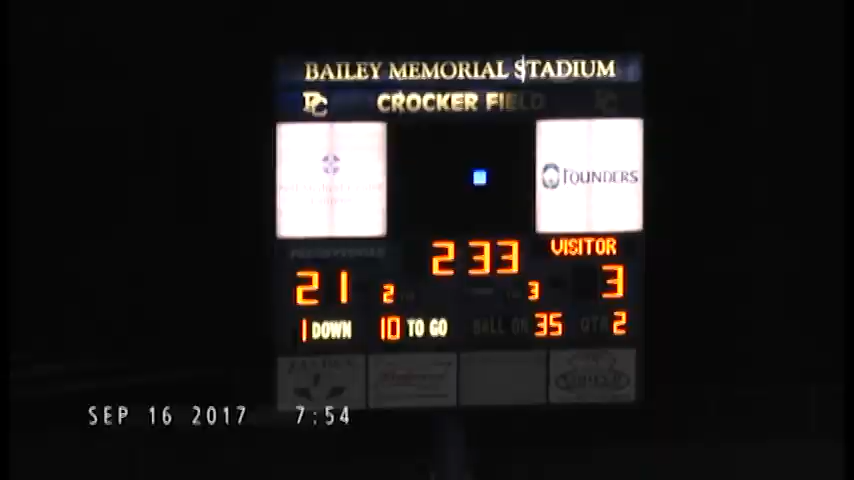 BAILEY MEMORIAL STADIUM
PC CROCKER FIELD PC
FOUNDERS
233 VISITOR
21 2 3 3
1 DOWN 10 TO GO BALL ON 35 QTR 2
SEP 16 2017 7:54